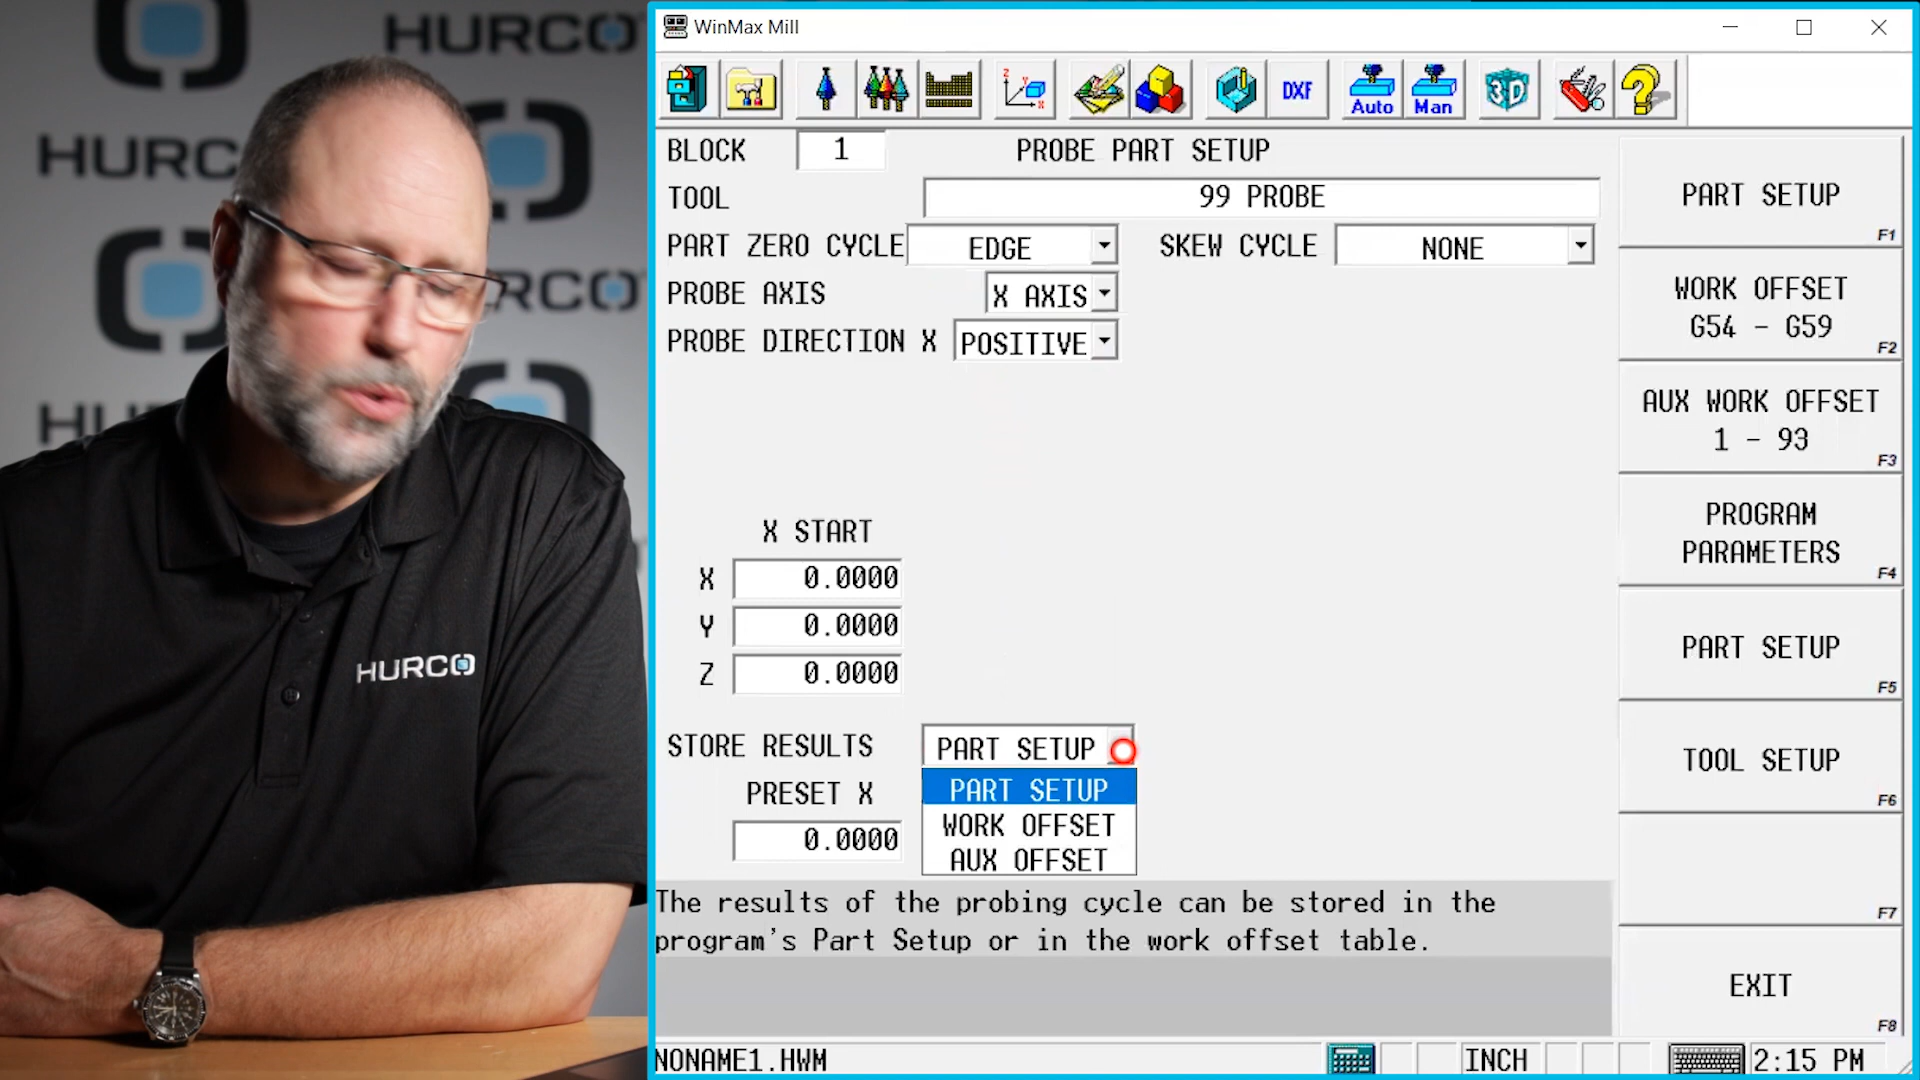 HURCO
HURCO
HURCO
HURCO
WinMax Mill
DXF
Auto
Man
3D
BLOCK 1 PROBE PART SETUP
TOOL 99 PROBE
PART ZERO CYCLE EDGE SKEW CYCLE NONE
PROBE AXIS X AXIS
PROBE DIRECTION X POSITIVE
X START
X 0.0000
Y 0.0000
Z 0.0000
STORE RESULTS PART SETUP
PART SETUP
PRESET X
WORK OFFSET
0.0000
AUX OFFSET
The results of the probing cycle can be stored in the
program's Part Setup or in the work offset table.
PART SETUP
F1
WORK OFFSET
G54 - G59
F2
AUX WORK OFFSET
1 - 93
F3
PROGRAM
PARAMETERS
F4
PART SETUP
F5
TOOL SETUP
F6
F7
EXIT
F8
NONAME1.HWM INCH 2:15 PM